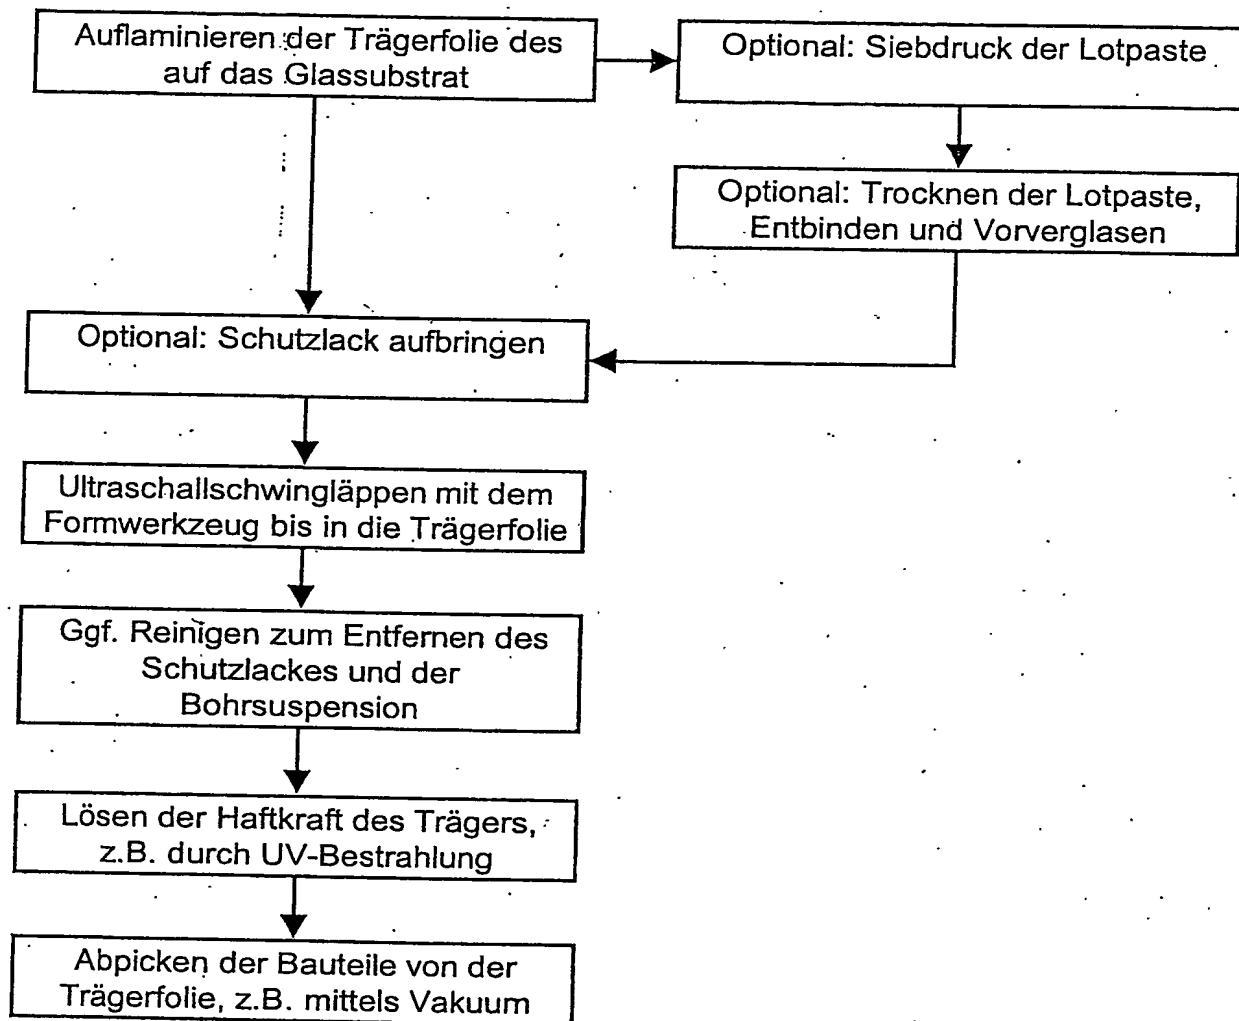 Auflaminieren der Trägerfolie des
auf das Glassubstrat
Optional: Siebdruck der Lotpaste
Optional: Trocknen der Lotpaste,
Entbinden und Vorverglasen
Optional: Schutzlack aufbringen
Ultraschallschwingläppen mit dem
Formwerkzeug bis in die Trägerfolie
Ggf. Reinigen zum Entfernen des
Schutzlackes und der
Bohrsuspension
Lösen der Haftkraft des Trägers,
z.B. durch UV-Bestrahlung
Abpicken der Bauteile von der
Trägerfolie, z.B. mittels Vakuum